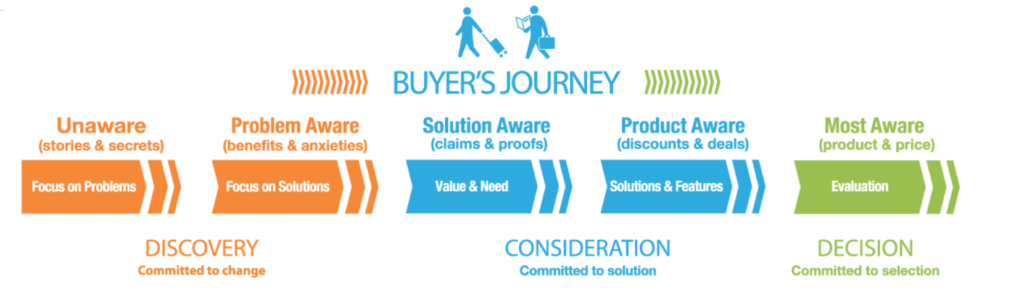 BUYER'S JOURNEY
Unaware
(stories & secrets)
Problem Aware
(benefits & anxieties)
Solution Aware
(claims & proofs)
Product Aware
(discounts & deals)
Most Aware
(product & price)
Focus on Problems
Focus on Solutions
Value & Need
Solutions & Features
Evaluation
DISCOVERY
Committed to change
CONSIDERATION
Committed to solution
DECISION
Committed to selection